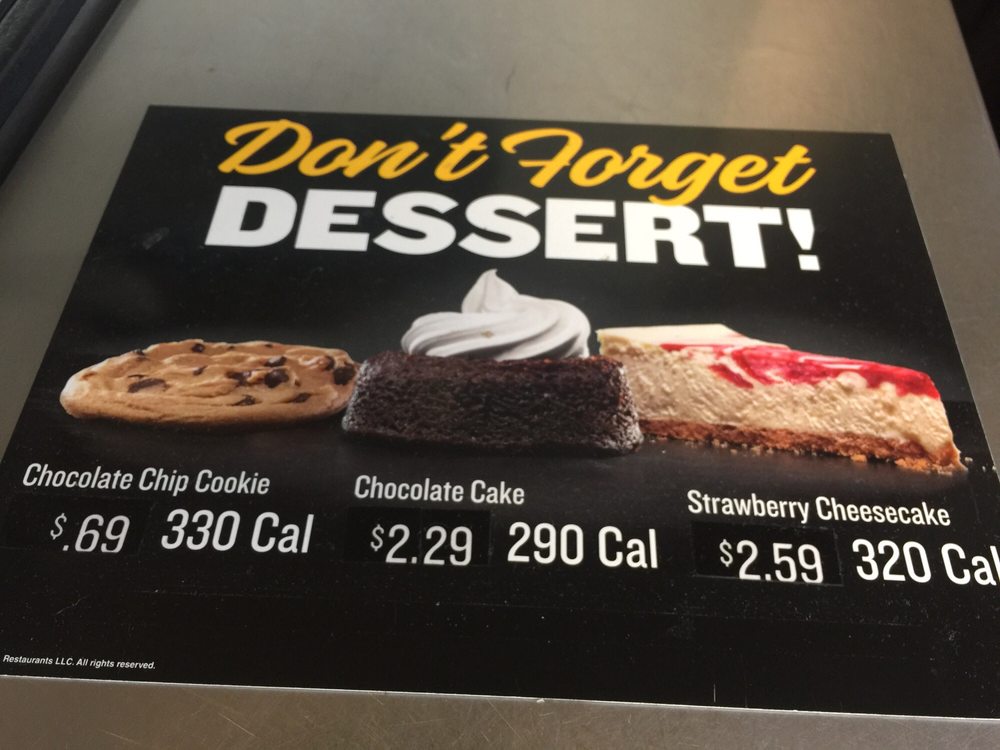 Don't Forget
DESSERT!
Chocolate Chip Cookie
$.69 330 Cal
Chocolate Cake
$2.29 290 Cal
Strawberry Cheesecake
$2.59 320 Cal
Restaurants LLC. All rights reserved.